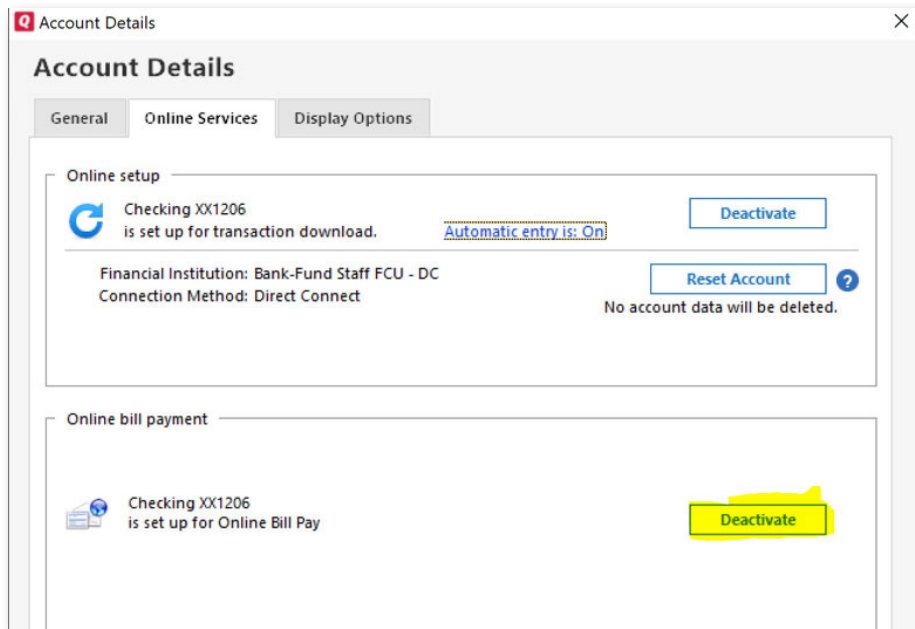 Account Details
Account Details
General Online Services Display Options
Online setup
Checking XX1206
is set up for transaction download. Automatic entry is: On
Deactivate
Financial Institution: Bank-Fund Staff FCU - DC
Connection Method: Direct Connect
Reset Account ?
No account data will be deleted.
Online bill payment
Checking XX1206
is set up for Online Bill Pay
Deactivate